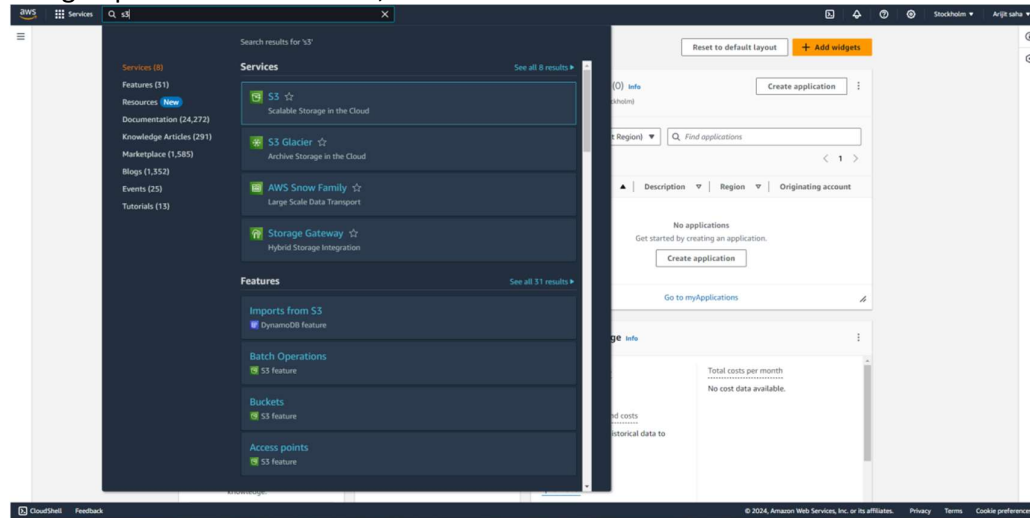 aws
Services
s3
Stockholm
Arijit saha
Search results for 's3'
Services (8)
Features (31)
Resources New
Documentation (24,272)
Knowledge Articles (291)
Marketplace (1,585)
Blogs (1,352)
Events (25)
Tutorials (13)
Services
See all 8 results
S3
Scalable Storage in the Cloud
S3 Glacier
Archive Storage in the Cloud
AWS Snow Family
Large Scale Data Transport
Storage Gateway
Hybrid Storage Integration
Features
See all 31 results
Imports from S3
DynamoDB feature
Batch Operations
S3 feature
Buckets
S3 feature
Access points
S3 feature
Reset to default layout
+ Add widgets
(0) Info
Create application
Region)
Find applications
1
Description
Region
Originating account
No applications
Get started by creating an application.
Create application
Go to myApplications
Info
Total costs per month
No cost data available.
costs
historical data to
knowledge.
CloudShell
Feedback
© 2024, Amazon Web Services, Inc. or its affiliates.
Privacy
Terms
Cookie preferences